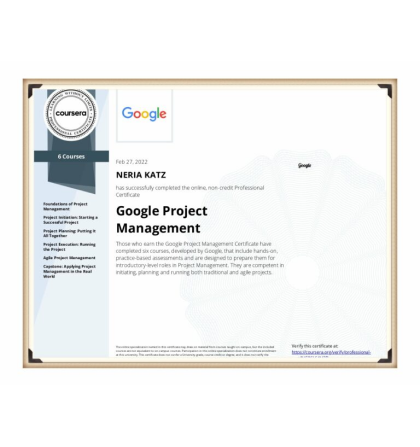 LEARNING WITHOUT LIMITS
coursera
PROFESSIONAL CERTIFICATE
Google
6 Courses
Foundations of Project
Management
Project Initiation: Starting a
Successful Project
Project Planning: Putting It
All Together
Project Execution: Running
the Project
Agile Project Management
Capstone: Applying Project
Management in the Real
World
Feb 27, 2022
NERIA KATZ
has successfully completed the online, non-credit Professional
Certificate
Google Project
Management
Those who earn the Google Project Management Certificate have
completed six courses, developed by Google, that include hands-on,
practice-based assessments and are designed to prepare them for
introductory-level roles in Project Management. They are competent in
initiating, planning and running both traditional and agile projects.
Google
Verify this certificate at:
https://coursera.org/verify/professional-